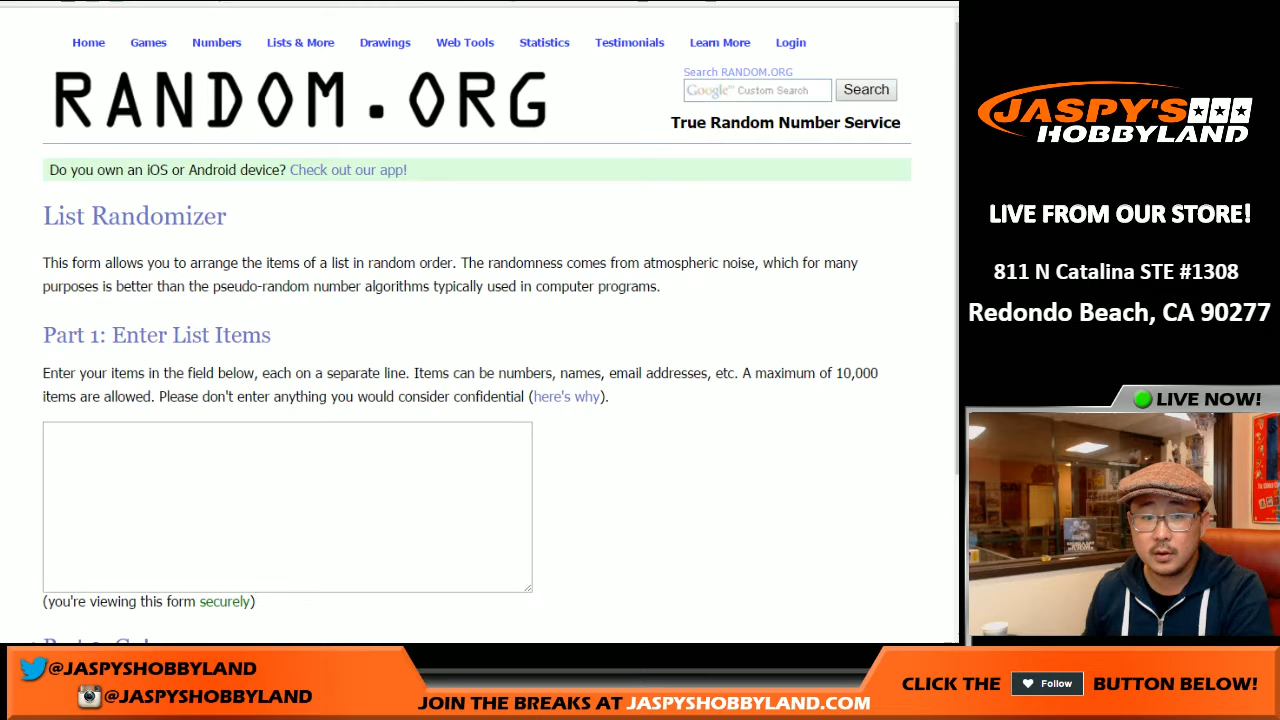 Home Games Numbers Lists & More Drawings Web Tools Statistics Testimonials Learn More Login
RANDOM.ORG
Search RANDOM.ORG
Google™ Custom Search Search
True Random Number Service
Do you own an iOS or Android device? Check out our app!
List Randomizer
This form allows you to arrange the items of a list in random order. The randomness comes from atmospheric noise, which for many
purposes is better than the pseudo-random number algorithms typically used in computer programs.
Part 1: Enter List Items
Enter your items in the field below, each on a separate line. Items can be numbers, names, email addresses, etc. A maximum of 10,000
items are allowed. Please don't enter anything you would consider confidential (here's why).
(you're viewing this form securely)
JASPY'S
HOBBYLAND
LIVE FROM OUR STORE!
811 N Catalina STE #1308
Redondo Beach, CA 90277
LIVE NOW!
@JASPYSHOBBYLAND
@JASPYSHOBBYLAND
JOIN THE BREAKS AT JASPYSHOBBYLAND.COM
CLICK THE Follow BUTTON BELOW!